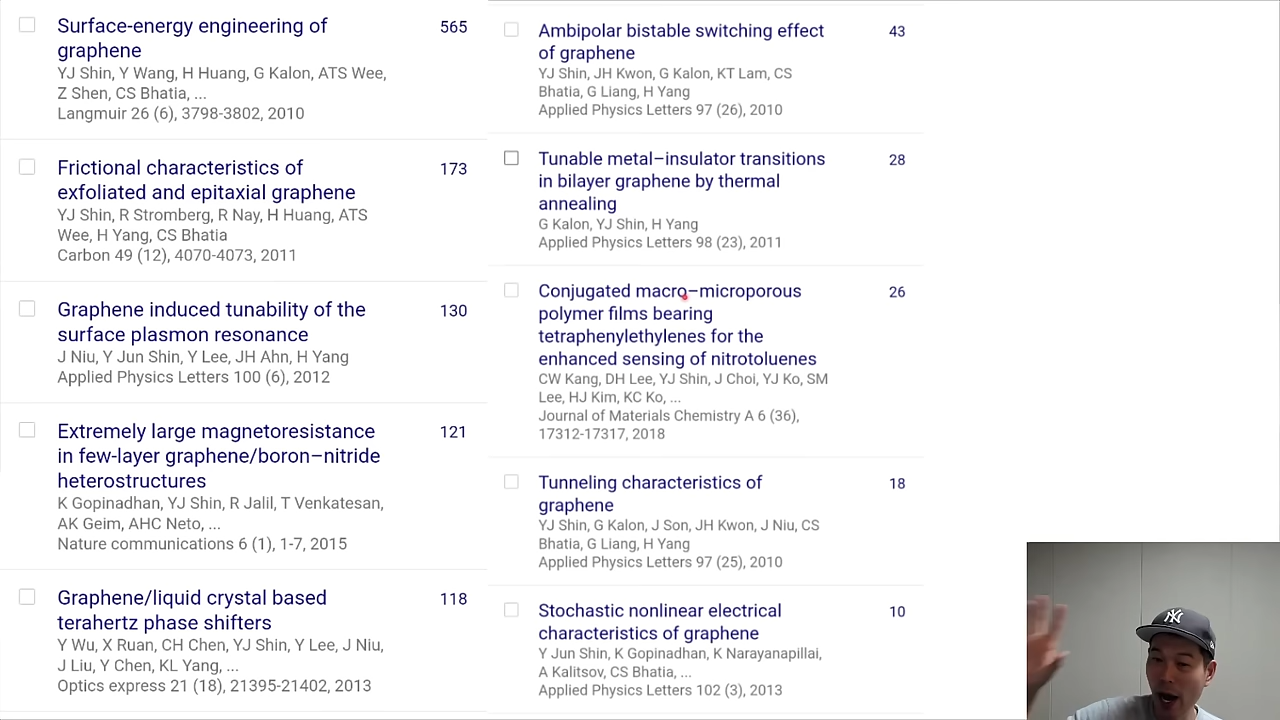 Surface-energy engineering of
graphene
565
YJ Shin, Y Wang, H Huang, G Kalon, ATS Wee,
Z Shen, CS Bhatia, ...
Langmuir 26 (6), 3798-3802, 2010
Frictional characteristics of
exfoliated and epitaxial graphene
173
YJ Shin, R Stromberg, R Nay, H Huang, ATS
Wee, H Yang, CS Bhatia
Carbon 49 (12), 4070-4073, 2011
Graphene induced tunability of the
surface plasmon resonance
130
J Niu, Y Jun Shin, Y Lee, JH Ahn, H Yang
Applied Physics Letters 100 (6), 2012
Extremely large magnetoresistance
in few-layer graphene/boron–nitride
heterostructures
121
K Gopinadhan, YJ Shin, R Jalil, T Venkatesan,
AK Geim, AHC Neto, ...
Nature communications 6 (1), 1-7, 2015
Graphene/liquid crystal based
terahertz phase shifters
118
Y Wu, X Ruan, CH Chen, YJ Shin, Y Lee, J Niu,
J Liu, Y Chen, KL Yang, ...
Optics express 21 (18), 21395-21402, 2013
Ambipolar bistable switching effect
of graphene
43
YJ Shin, JH Kwon, G Kalon, KT Lam, CS
Bhatia, G Liang, H Yang
Applied Physics Letters 97 (26), 2010
Tunable metal–insulator transitions
in bilayer graphene by thermal
annealing
28
G Kalon, YJ Shin, H Yang
Applied Physics Letters 98 (23), 2011
Conjugated macro–microporous
polymer films bearing
tetraphenylethylenes for the
enhanced sensing of nitrotoluenes
26
CW Kang, DH Lee, YJ Shin, J Choi, YJ Ko, SM
Lee, HJ Kim, KC Ko, ...
Journal of Materials Chemistry A 6 (36),
17312-17317, 2018
Tunneling characteristics of
graphene
18
YJ Shin, G Kalon, J Son, JH Kwon, J Niu, CS
Bhatia, G Liang, H Yang
Applied Physics Letters 97 (25), 2010
Stochastic nonlinear electrical
characteristics of graphene
10
Y Jun Shin, K Gopinadhan, K Narayanapillai,
A Kalitsov, CS Bhatia, ...
Applied Physics Letters 102 (3), 2013
NY